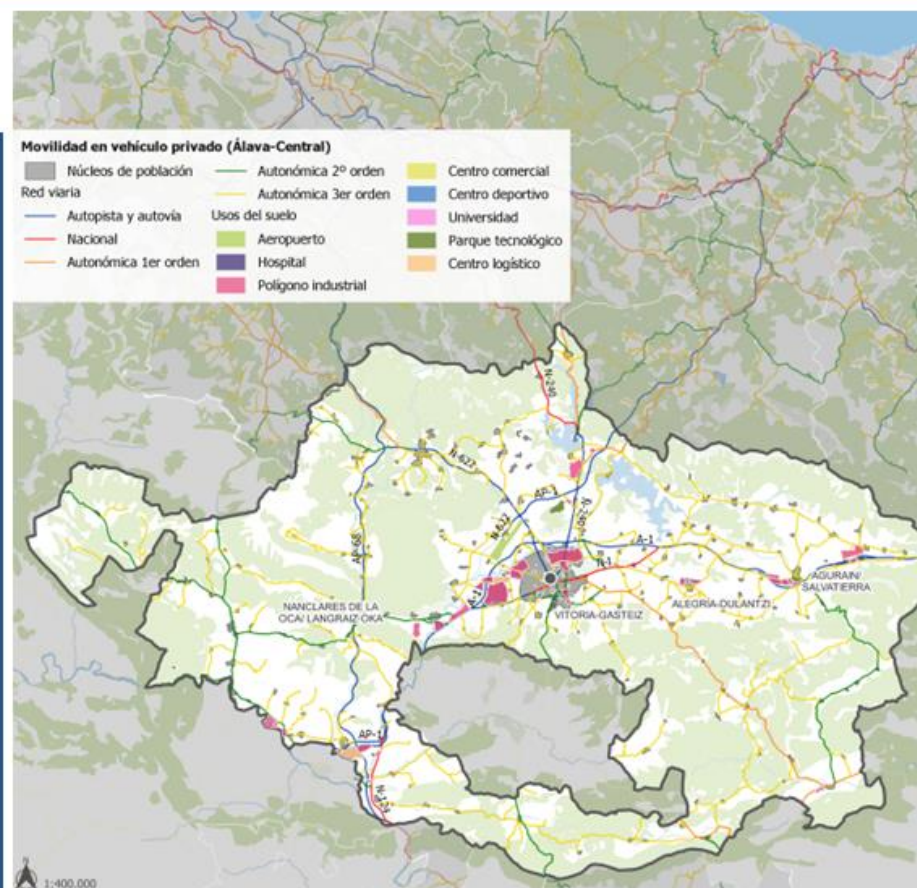 Movilidad en vehículo privado (Álava-Central)
Núcleos de población
Red viaria
Autopista y autovía
Nacional
Autonómica 1er orden
Autonómica 2º orden
Autonómica 3er orden
Usos del suelo
Aeropuerto
Hospital
Polígono industrial
Centro comercial
Centro deportivo
Universidad
Parque tecnológico
Centro logístico
N-240
N-622
AP-1
N-622
N-240
AP-68
A-1
N-1
A-1
AGURAIN/
SALVATIERRA
NANCLARES DE LA
OCA/ LANGRAIZ OKA
VITORIA-GASTEIZ
ALEGRÍA-DULANTZI
AP-1
N-124
N
1:400.000